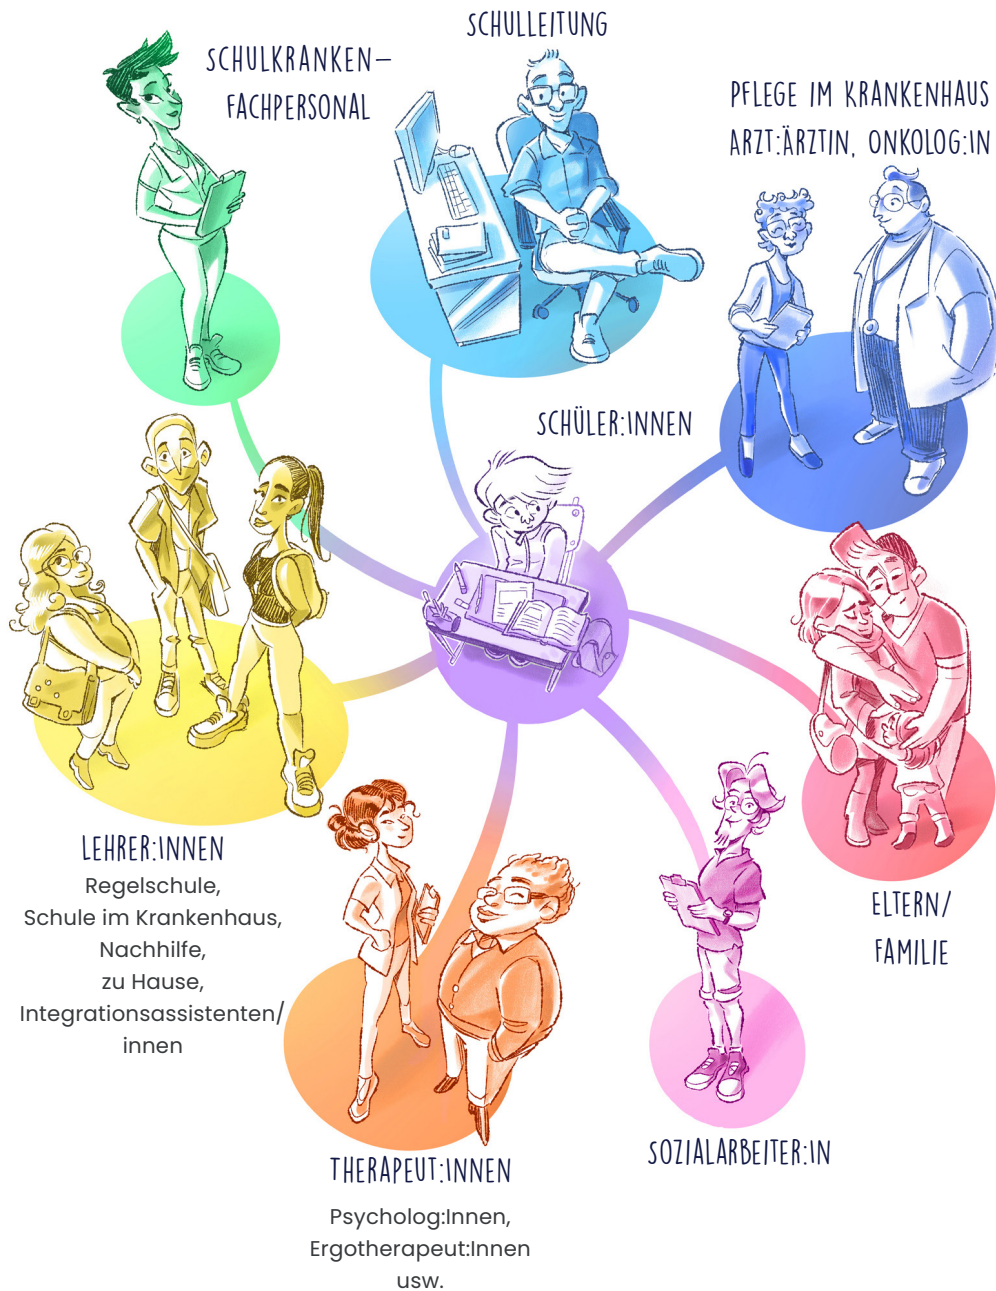 SCHULLEITUNG
SCHULKRANKEN–
FACHPERSONAL
PFLEGE IM KRANKENHAUS
ARZT:ÄRZTIN, ONKOLOG:IN
SCHÜLER:INNEN
LEHRER:INNEN
Regelschule,
Schule im Krankenhaus,
Nachhilfe,
zu Hause,
Integrationsassistenten/
innen
ELTERN/
FAMILIE
SOZIALARBEITER:IN
THERAPEUT:INNEN
Psycholog:Innen,
Ergotherapeut:Innen
usw.